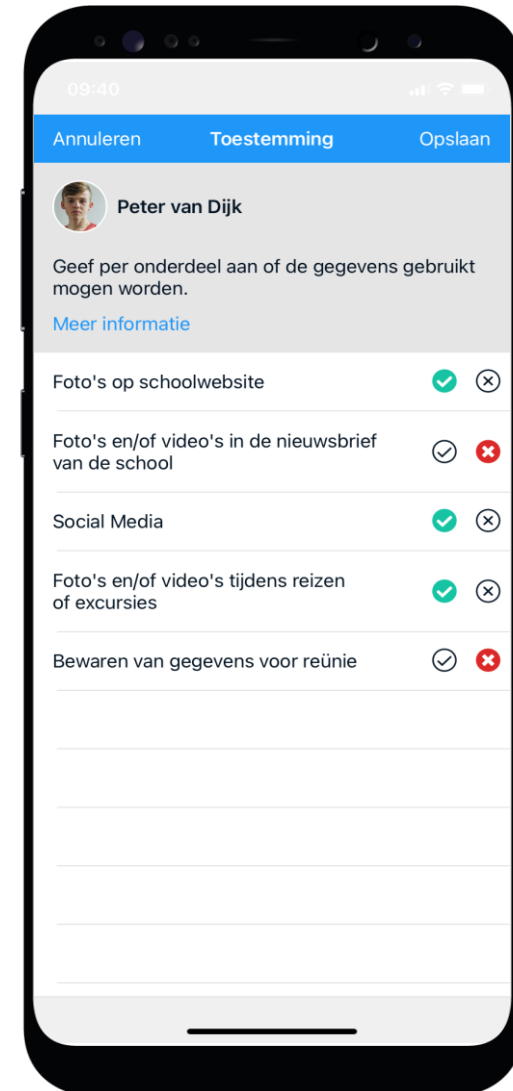 09:40
Annuleren Toestemming Opslaan
Peter van Dijk
Geef per onderdeel aan of de gegevens gebruikt
mogen worden.
Meer informatie
Foto's op schoolwebsite
Foto's en/of video's in de nieuwsbrief
van de school
Social Media
Foto's en/of video's tijdens reizen
of excursies
Bewaren van gegevens voor reünie